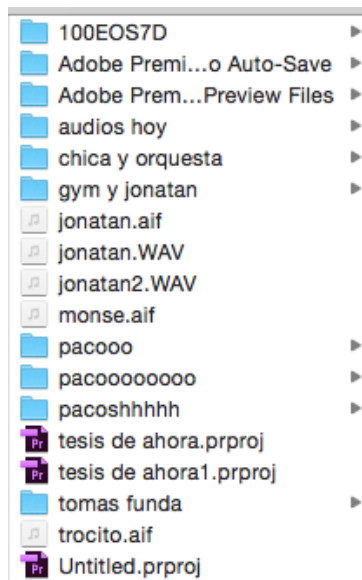 100EOS7D
Adobe Premi...o Auto-Save
Adobe Prem...Preview Files
audios hoy
chica y orquesta
gym y jonatan
jonatan.aif
jonatan.WAV
jonatan2.WAV
monse.aif
pacooo
pacooooooooo
pacoshhhhh
tesis de ahora.prproj
tesis de ahora1.prproj
tomas funda
trocito.aif
Untitled.prproj